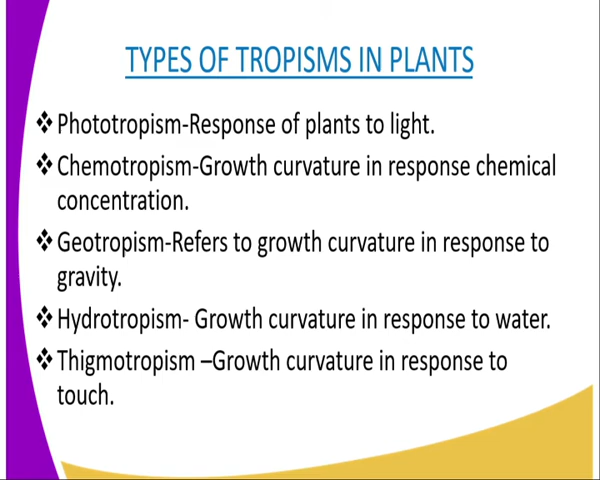 TYPES OF TROPISMS IN PLANTS
❖Phototropism-Response of plants to light.
❖Chemotropism-Growth curvature in response chemical
concentration.
❖Geotropism-Refers to growth curvature in response to
gravity.
❖Hydrotropism- Growth curvature in response to water.
❖Thigmotropism –Growth curvature in response to
touch.